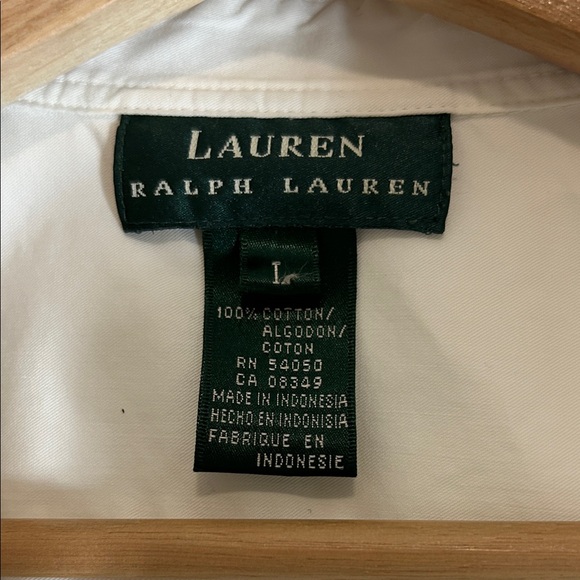 LAUREN
RALPH LAUREN
L
100% COTTON/
ALGODON/
COTON
RN 54050
CA 08349
MADE IN INDONESIA
HECHO EN INDONISIA
FABRIQUE EN
INDONESIE